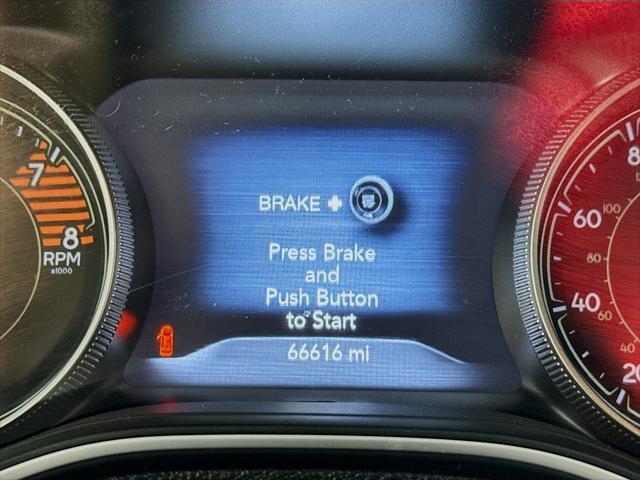 BRAKE +
Press Brake
and
Push Button
to Start
66616 mi
7
8
RPM
x1000
8
100
60
80
60
40
40
20